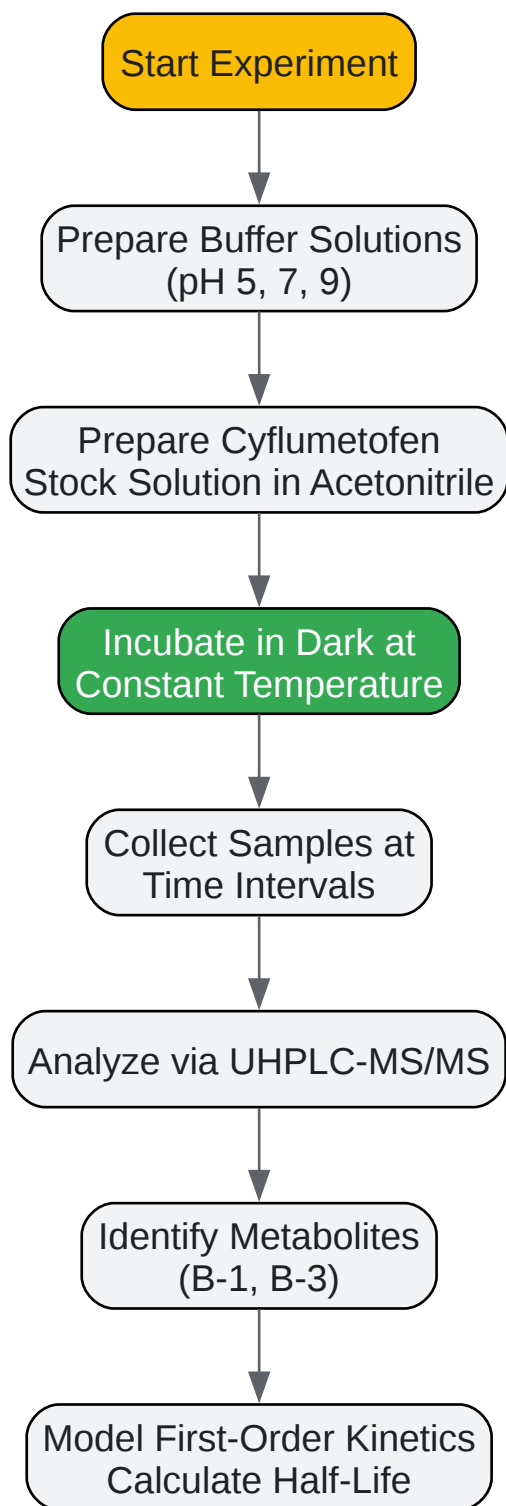 Start Experiment
Prepare Buffer Solutions
(pH 5, 7, 9)
Prepare Cyflumetofen
Stock Solution in Acetonitrile
Incubate in Dark at
Constant Temperature
Collect Samples at
Time Intervals
Analyze via UHPLC-MS/MS
Identify Metabolites
(B-1, B-3)
Model First-Order Kinetics
Calculate Half-Life